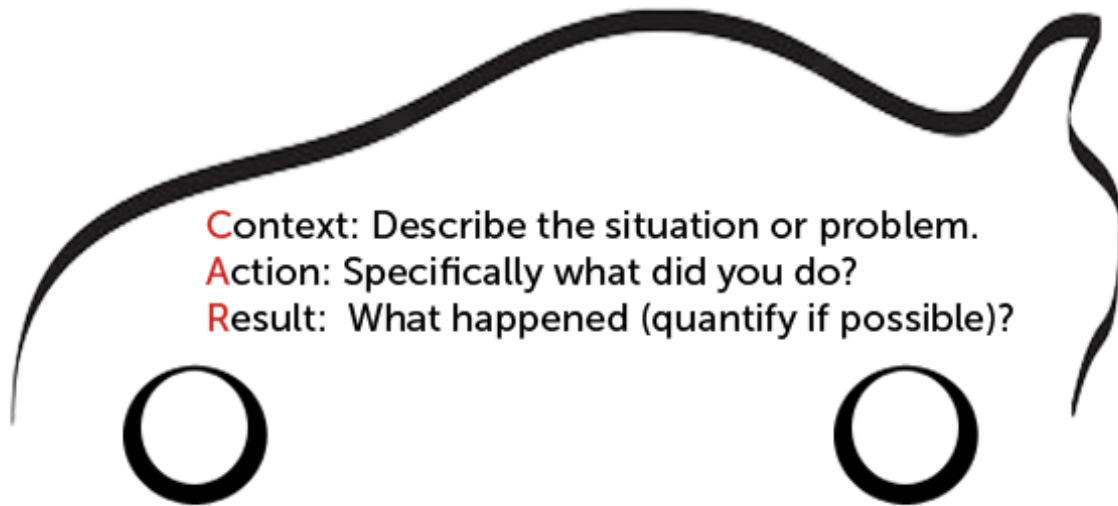 Context: Describe the situation or problem.
Action: Specifically what did you do?
Result:  What happened (quantify if possible)?